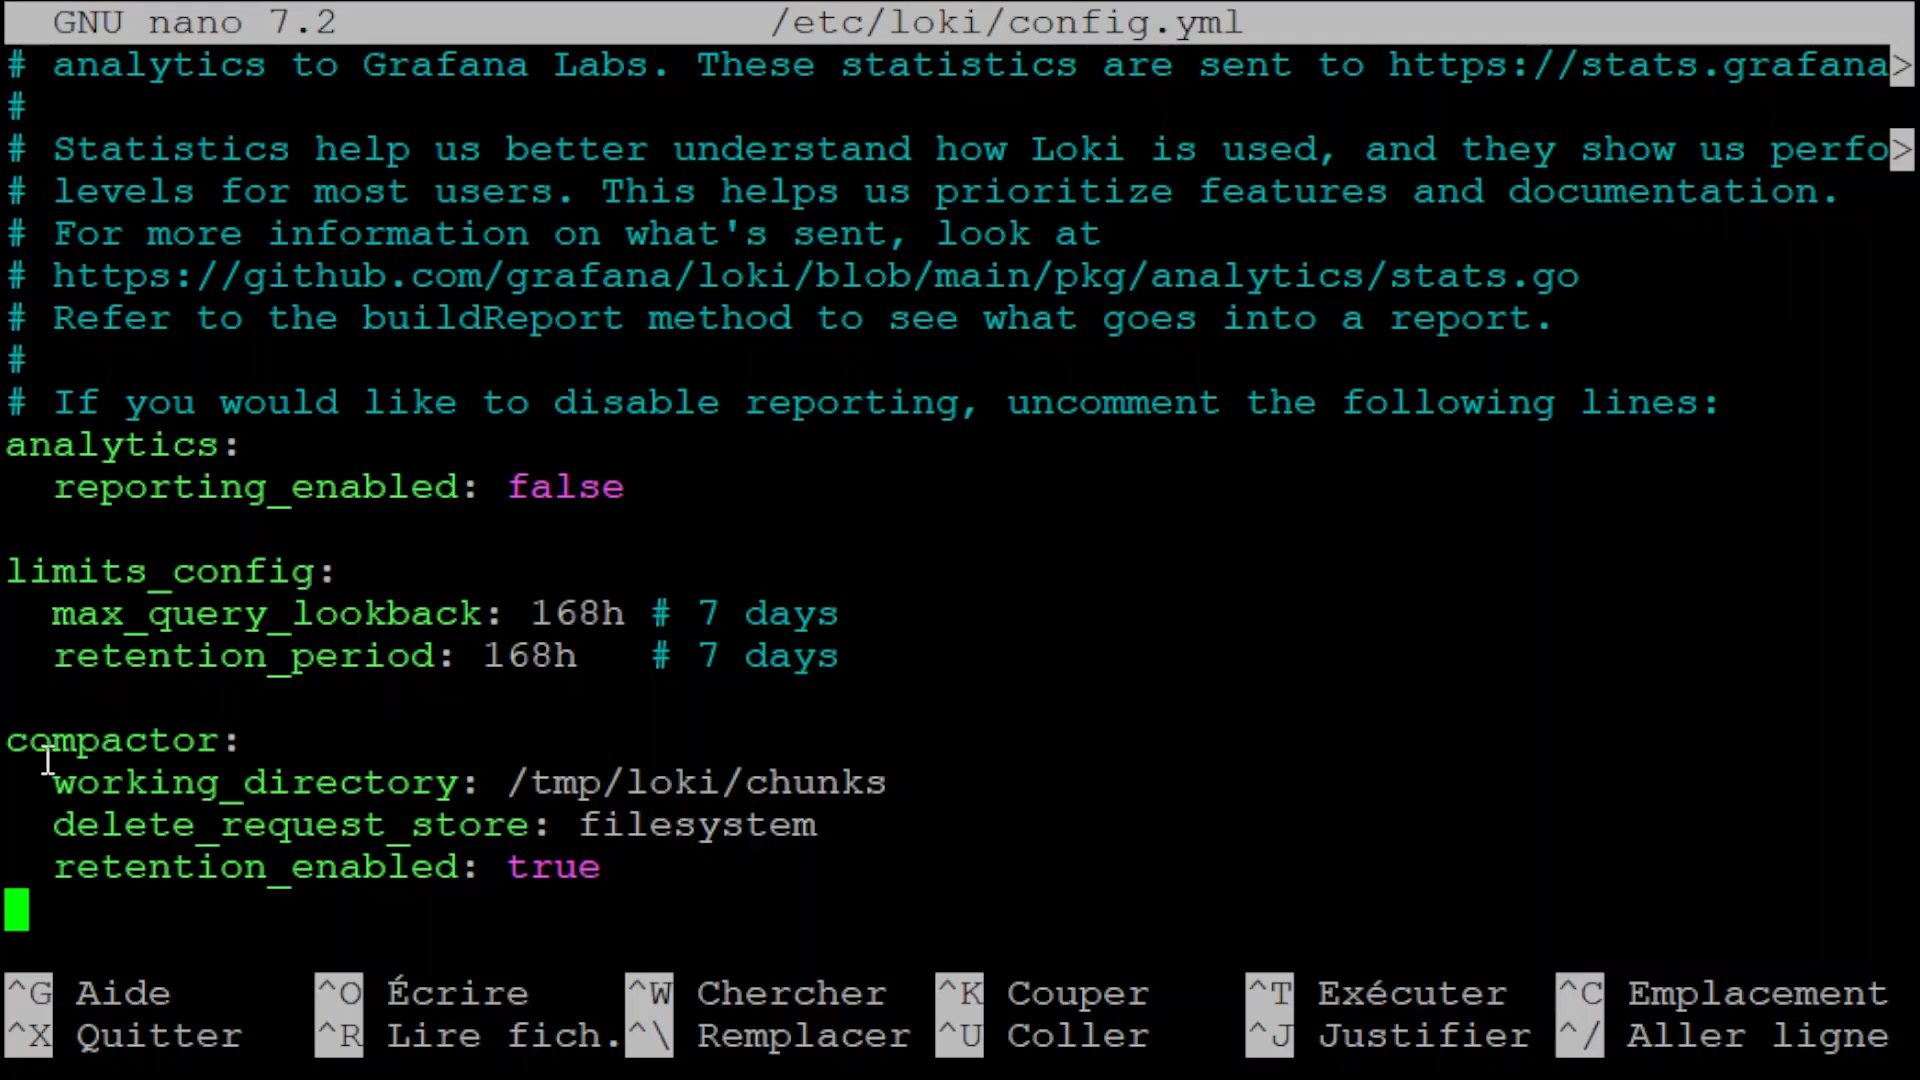 GNU nano 7.2 /etc/loki/config.yml
# analytics to Grafana Labs. These statistics are sent to https://stats.grafana>
#
# Statistics help us better understand how Loki is used, and they show us perfo>
# levels for most users. This helps us prioritize features and documentation.
# For more information on what's sent, look at
# https://github.com/grafana/loki/blob/main/pkg/analytics/stats.go
# Refer to the buildReport method to see what goes into a report.
#
# If you would like to disable reporting, uncomment the following lines:
analytics:
  reporting_enabled: false

limits_config:
  max_query_lookback: 168h # 7 days
  retention_period: 168h   # 7 days

compactor:
  working_directory: /tmp/loki/chunks
  delete_request_store: filesystem
  retention_enabled: true

^G Aide ^O Écrire ^W Chercher ^K Couper ^T Exécuter ^C Emplacement
^X Quitter ^R Lire fich. ^\ Remplacer ^U Coller ^J Justifier ^/ Aller ligne